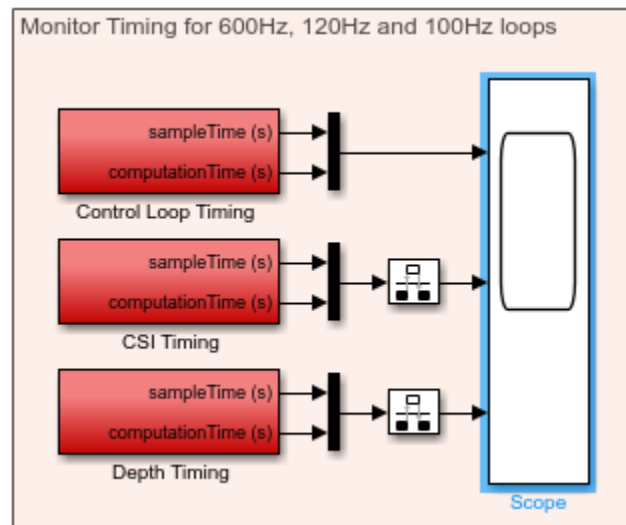 Monitor Timing for 600Hz, 120Hz and 100Hz loops
sampleTime (s)
computationTime (s)
Control Loop Timing
sampleTime (s)
computationTime (s)
CSI Timing
sampleTime (s)
computationTime (s)
Depth Timing
Scope